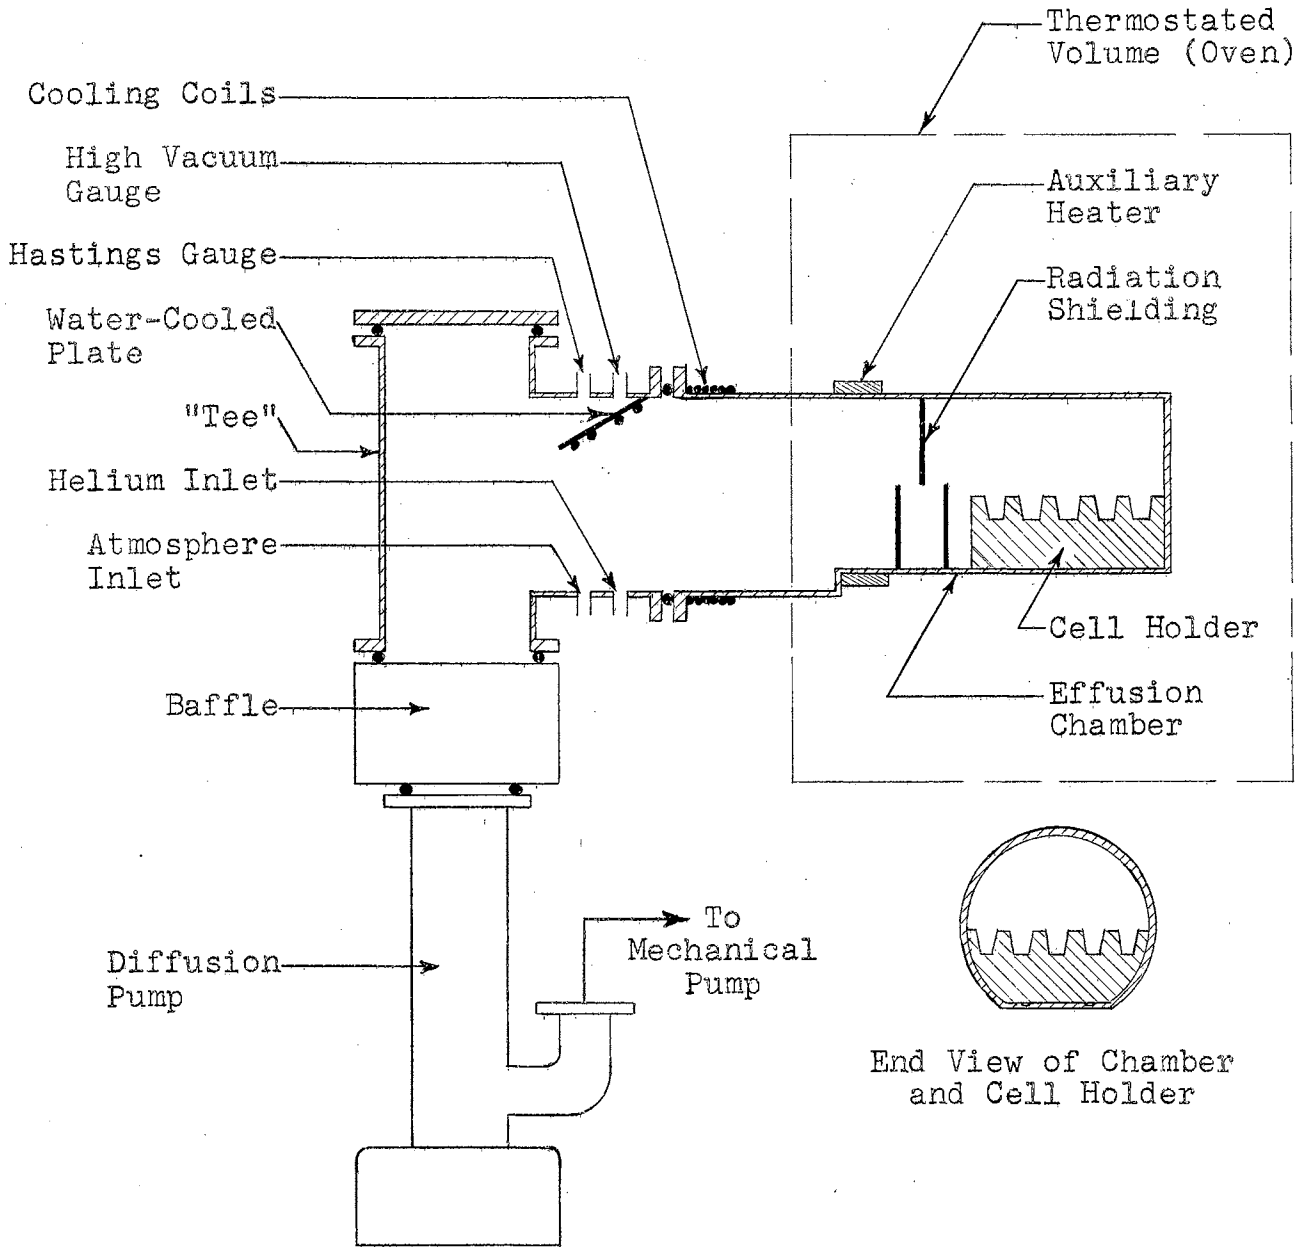 Thermostated
Volume (Oven)
Cooling Coils
High Vacuum
Gauge
Auxiliary
Heater
Hastings Gauge
Radiation
Shielding
Water-Cooled
Plate
"Tee"
Helium Inlet
Atmosphere
Inlet
Cell Holder
Baffle
Effusion
Chamber
To
Mechanical
Pump
Diffusion
Pump
End View of Chamber
and Cell Holder